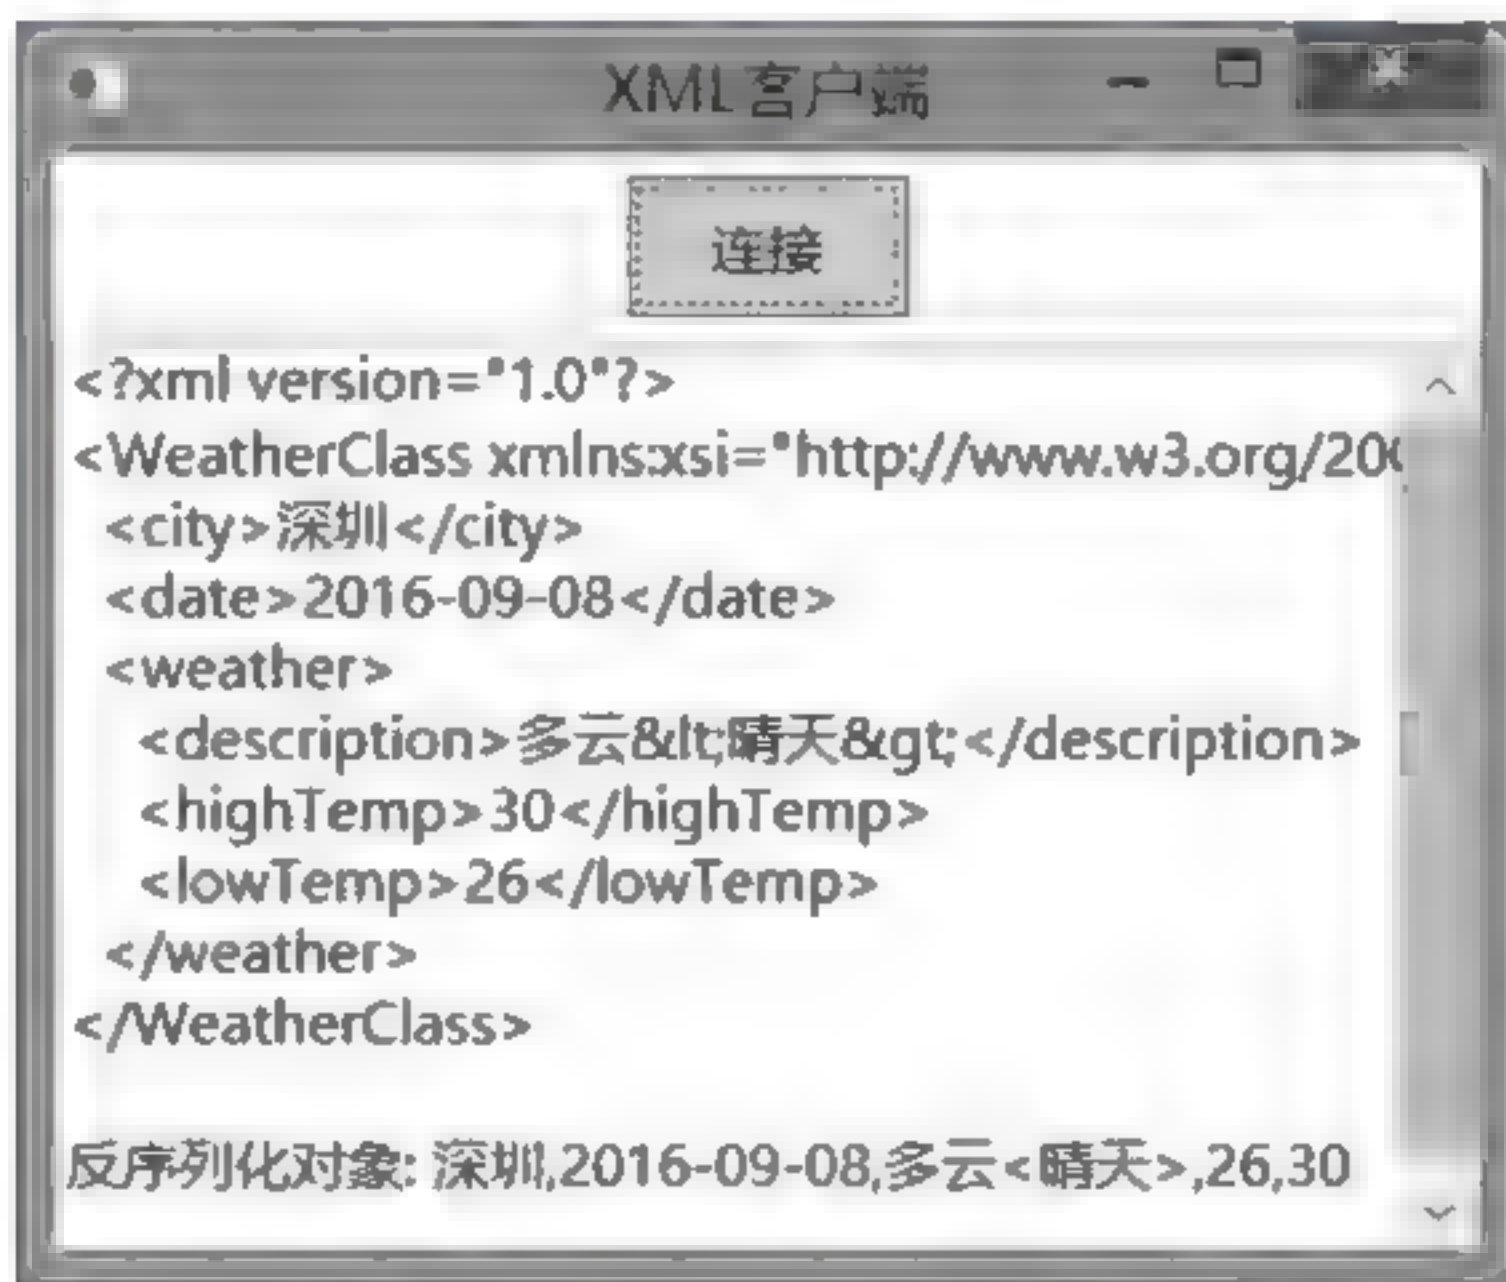 XML客户端
连接
<?xml version="1.0"?>
<WeatherClass xmlns:xsi="http://www.w3.org/200
<city>深圳</city>
<date>2016-09-08</date>
<weather>
<description>多云&lt;晴天&gt;</description>
<highTemp>30</highTemp>
<lowTemp>26</lowTemp>
</weather>
</WeatherClass>
反序列化对象: 深圳,2016-09-08,多云<晴天>,26,30